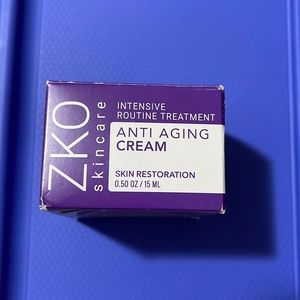 ZKO
skincare
INTENSIVE
ROUTINE TREATMENT
ANTI AGING
CREAM
SKIN RESTORATION
0.50 OZ / 15 ML